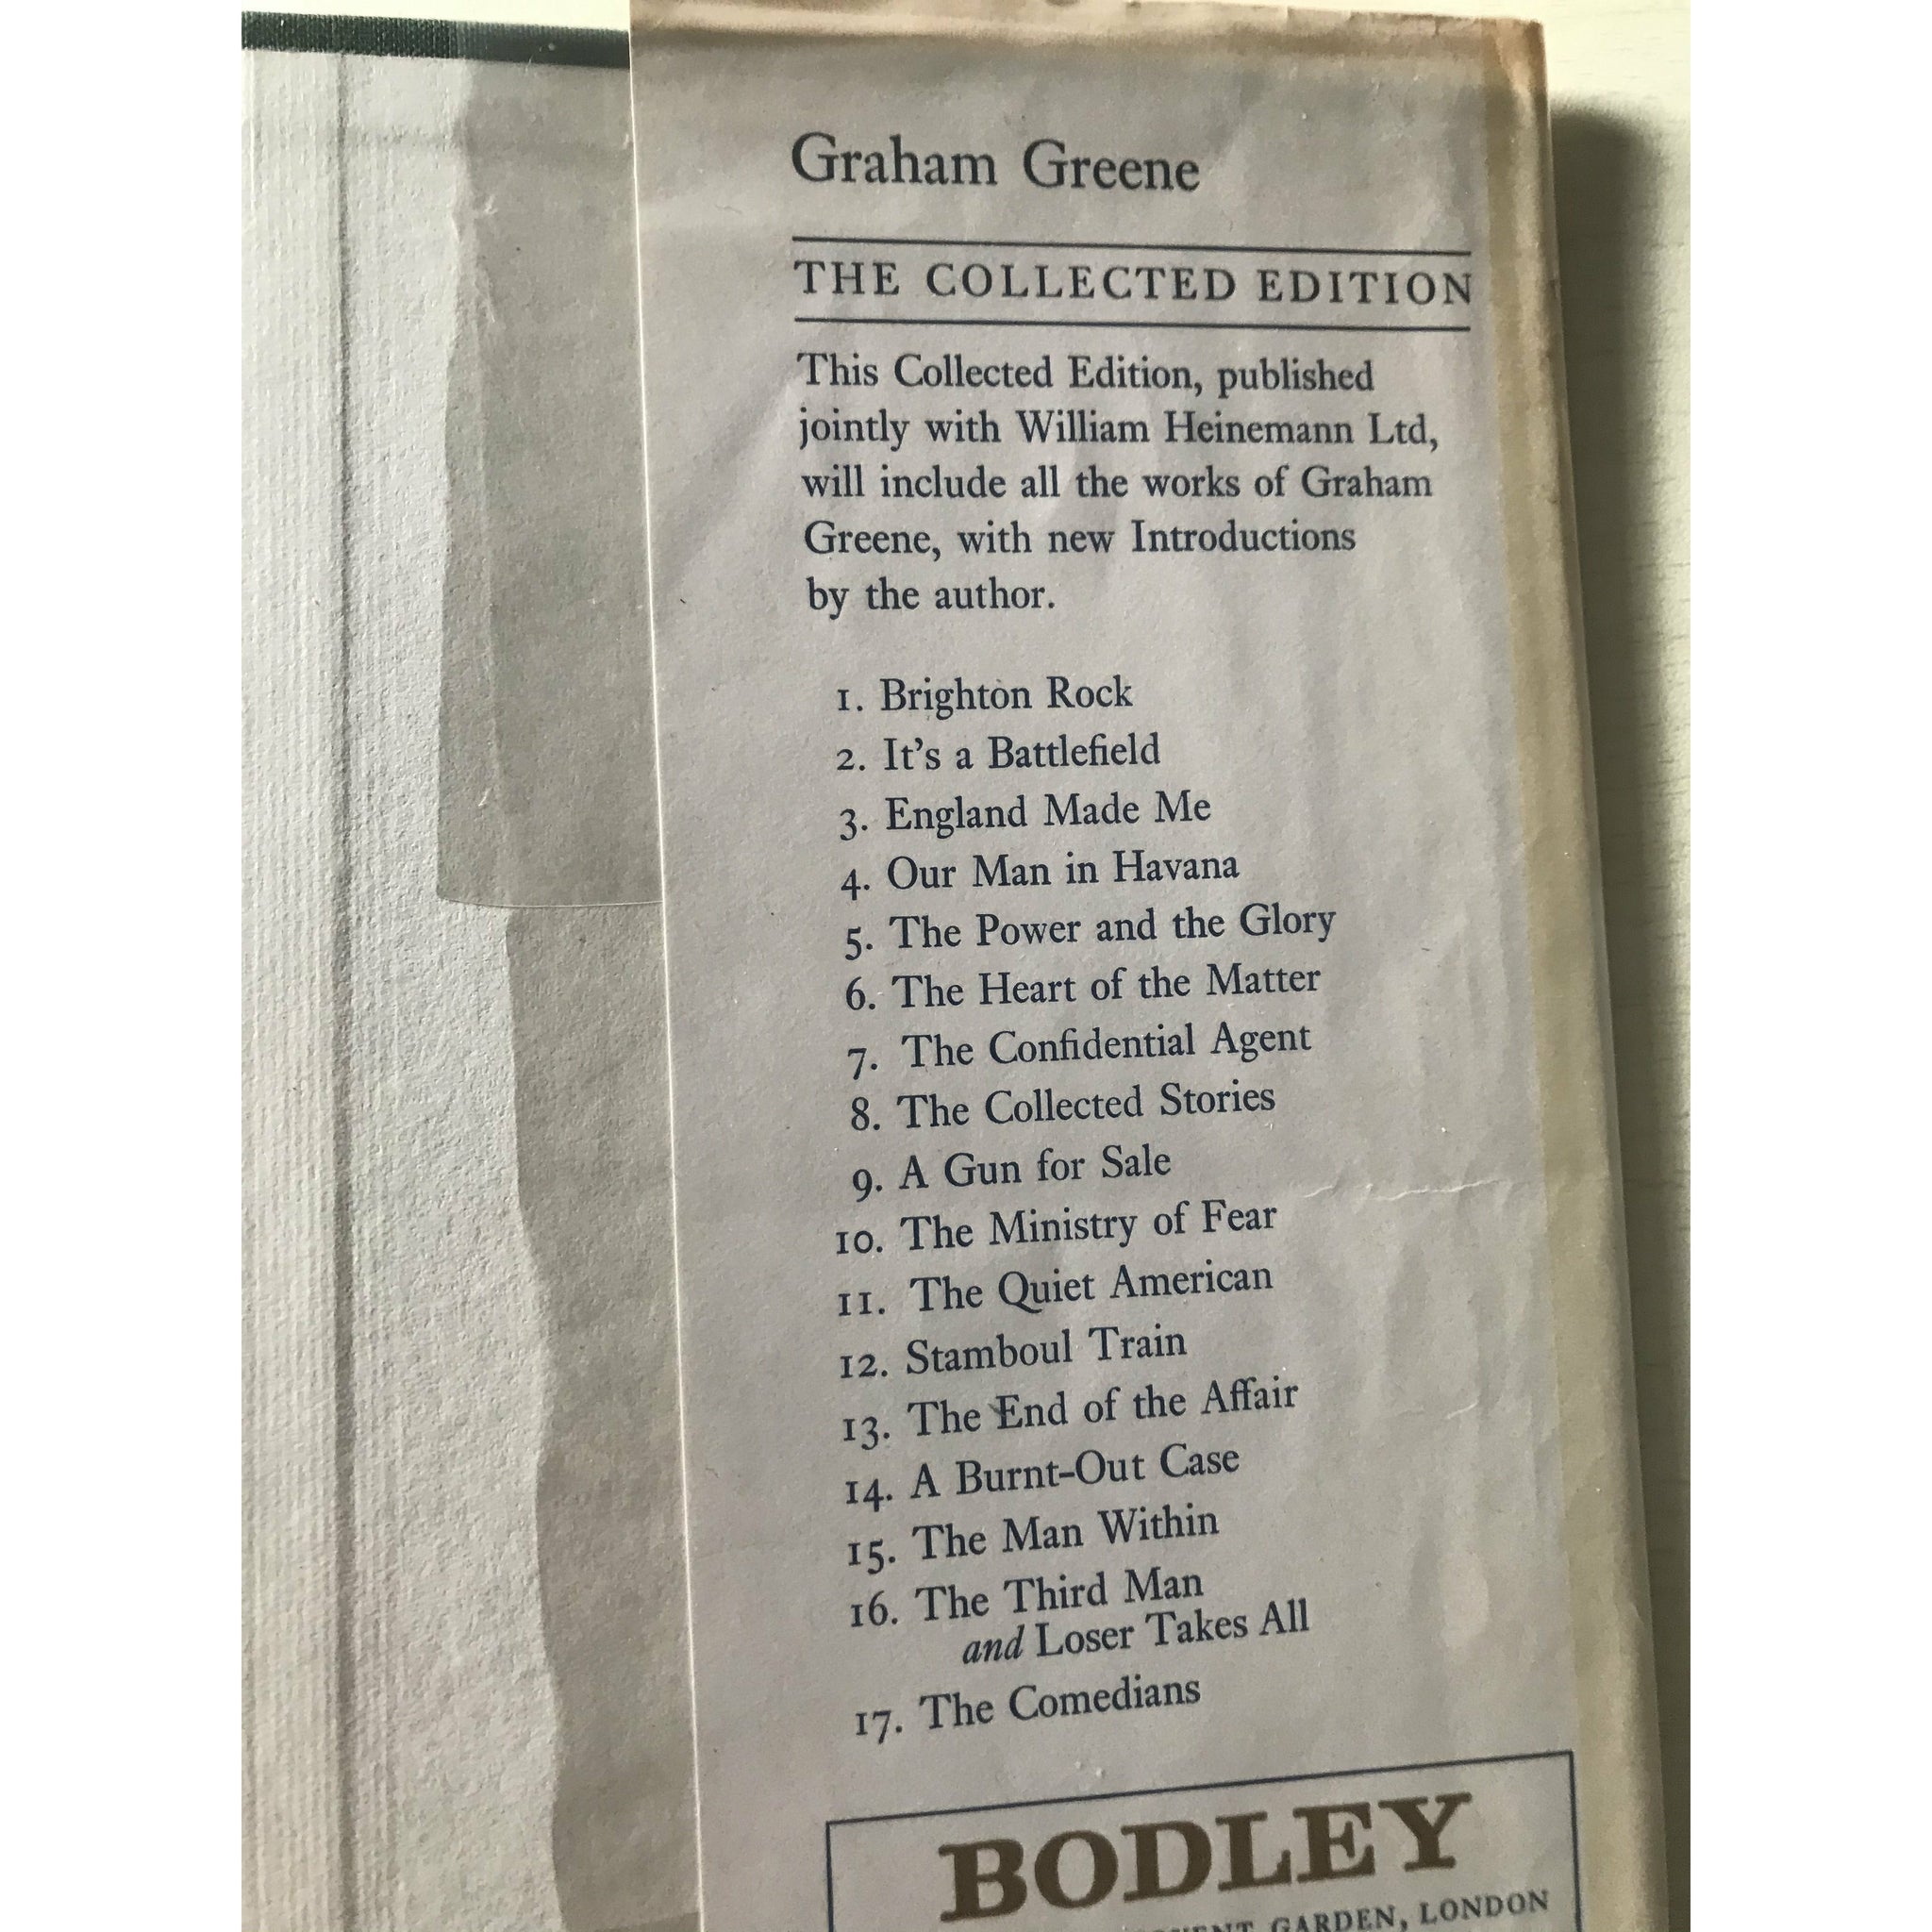 Graham Greene
THE COLLECTED EDITION
This Collected Edition, published
jointly with William Heinemann Ltd,
will include all the works of Graham
Greene, with new Introductions
by the author.
1. Brighton Rock
2. It's a Battlefield
3. England Made Me
4. Our Man in Havana
5. The Power and the Glory
6. The Heart of the Matter
7. The Confidential Agent
8. The Collected Stories
9. A Gun for Sale
10. The Ministry of Fear
11. The Quiet American
12. Stamboul Train
13. The End of the Affair
14. A Burnt-Out Case
15. The Man Within
16. The Third Man
and Loser Takes All
17. The Comedians
BODLEY
GARDEN, LONDON